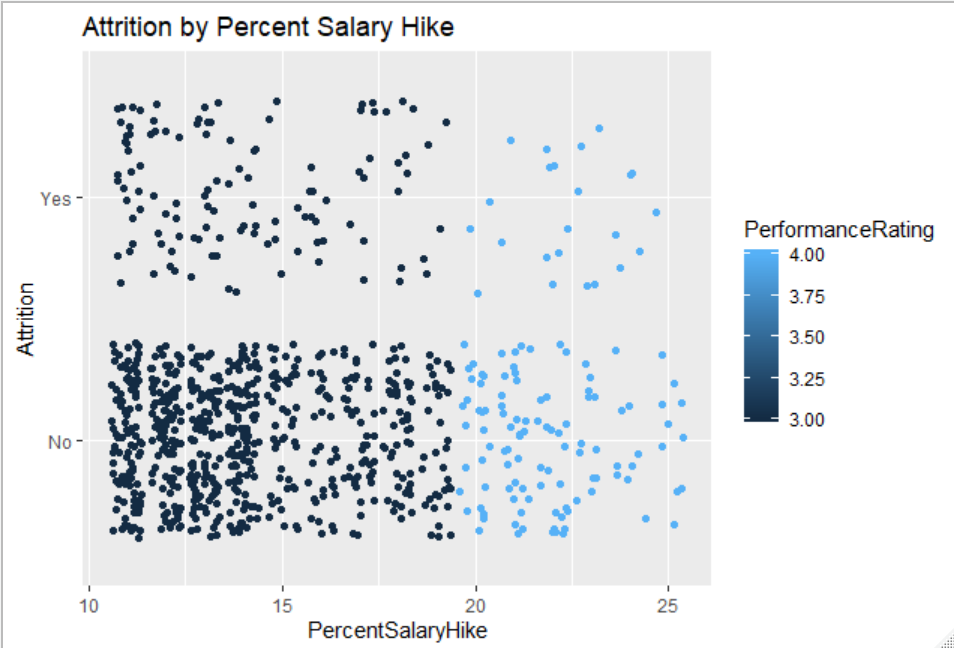 Attrition by Percent Salary Hike
Attrition
Yes
No
10
15
20
25
PercentSalaryHike
PerformanceRating
4.00
3.75
3.50
3.25
3.00